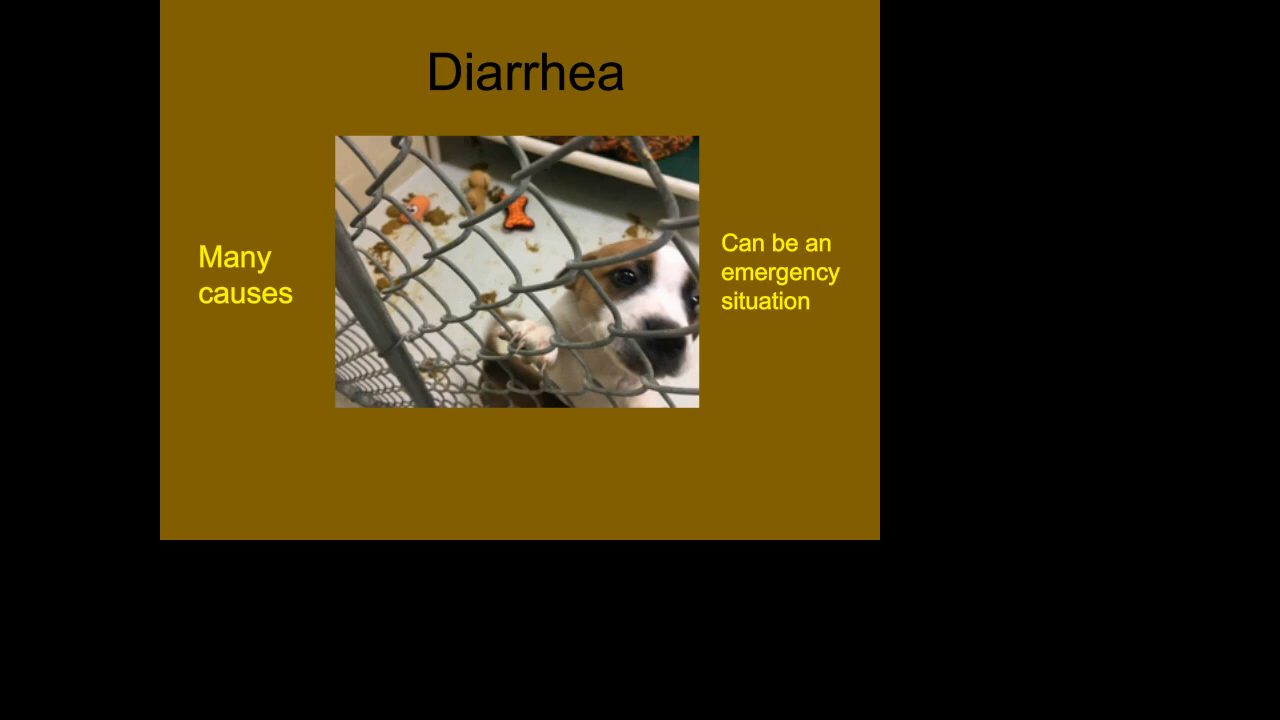 Diarrhea
Many
causes
Can be an
emergency
situation